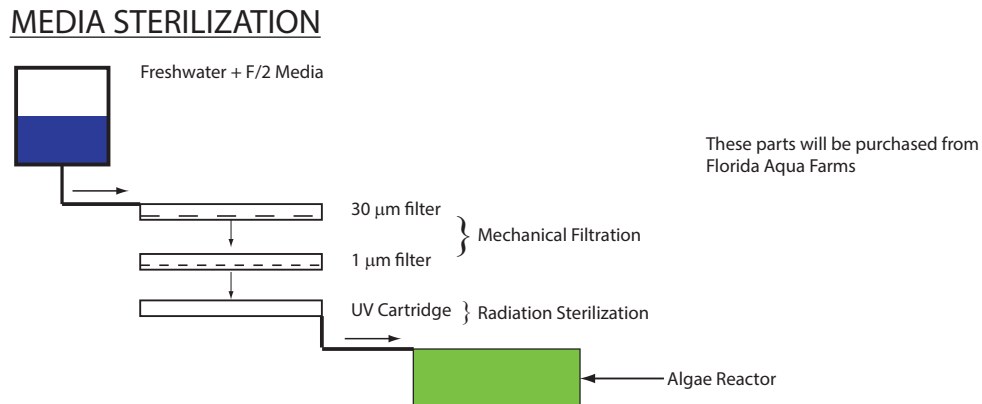 MEDIA STERILIZATION
Freshwater + F/2 Media
These parts will be purchased from
Florida Aqua Farms
30 μm filter
Mechanical Filtration
1 μm filter
UV Cartridge } Radiation Sterilization
Algae Reactor